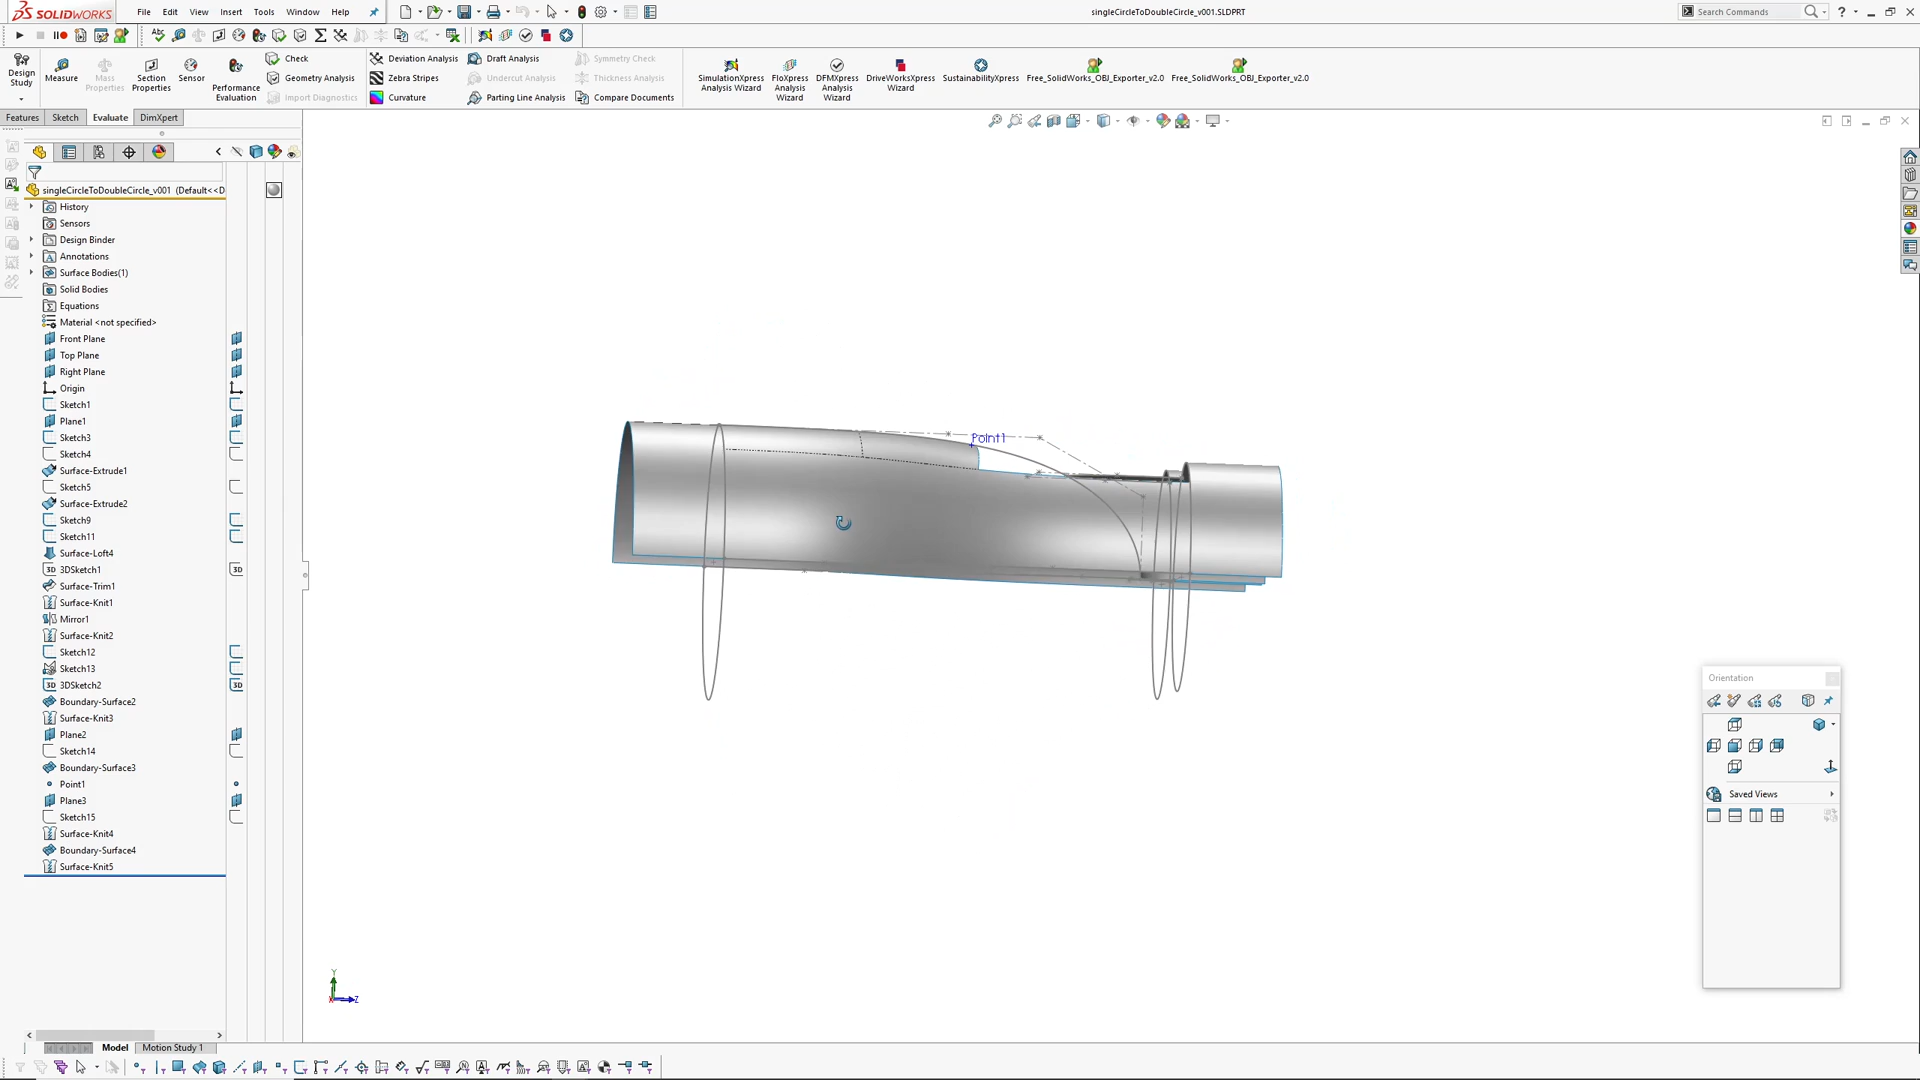 SOLIDWORKS
File Edit View Insert Tools Window Help
singleCircleToDoubleCircle_v001.SLDPRT
Search Commands
Design Study
Measure
Mass Properties
Section Properties
Sensor
Performance Evaluation
Check
Geometry Analysis
Import Diagnostics
Deviation Analysis
Zebra Stripes
Curvature
Draft Analysis
Undercut Analysis
Parting Line Analysis
Symmetry Check
Thickness Analysis
Compare Documents
SimulationXpress Analysis Wizard
FloXpress Analysis Wizard
DFMXpress Analysis Wizard
DriveWorksXpress Wizard
SustainabilityXpress
Free_SolidWorks_OBJ_Exporter_v2.0
Free_SolidWorks_OBJ_Exporter_v2.0
Features Sketch Evaluate DimXpert
singleCircleToDoubleCircle_v001 (Default<<D
History
Sensors
Design Binder
Annotations
Surface Bodies(1)
Solid Bodies
Equations
Material <not specified>
Front Plane
Top Plane
Right Plane
Origin
Sketch1
Plane1
Sketch3
Sketch4
Surface-Extrude1
Sketch5
Surface-Extrude2
Sketch9
Sketch11
Surface-Loft4
3DSketch1
Surface-Trim1
Surface-Knit1
Mirror1
Surface-Knit2
Sketch12
Sketch13
3DSketch2
Boundary-Surface2
Surface-Knit3
Plane2
Sketch14
Boundary-Surface3
Point1
Plane3
Sketch15
Surface-Knit4
Boundary-Surface4
Surface-Knit5
Point1
Y
X
Z
Orientation
Saved Views
Model Motion Study 1